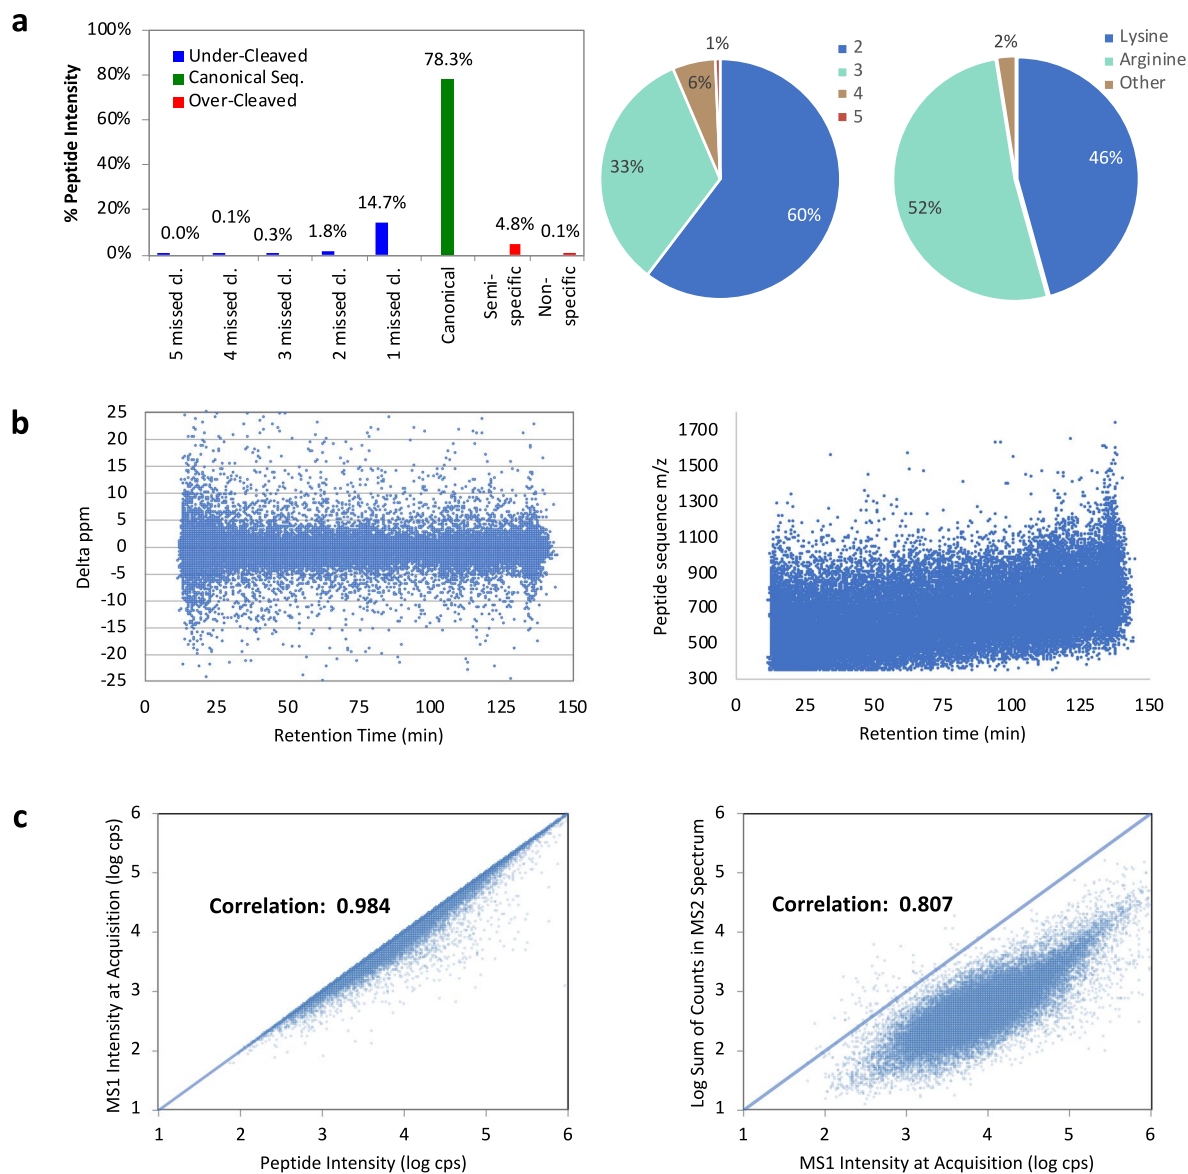 a
100%
80%
60%
40%
20%
0%
% Peptide Intensity
Under-Cleaved
Canonical Seq.
Over-Cleaved
0.0%
0.1%
0.3%
1.8%
14.7%
78.3%
4.8%
0.1%
5 missed cl.
4 missed cl.
3 missed cl.
2 missed cl.
1 missed cl.
Canonical
Semi-
specific
Non-
specific
1%
6%
33%
60%
2
3
4
5
2%
46%
52%
Lysine
Arginine
Other
b
25
20
15
10
5
0
-5
-10
-15
-20
-25
Delta ppm
0 25 50 75 100 125 150
Retention Time (min)
1700
1500
1300
1100
900
700
500
300
Peptide sequence m/z
0 25 50 75 100 125 150
Retention time (min)
c
6
5
4
3
2
1
MS1 Intensity at Acquisition (log cps)
Correlation: 0.984
1 2 3 4 5 6
Peptide Intensity (log cps)
6
5
4
3
2
1
Log Sum of Counts in MS2 Spectrum
Correlation: 0.807
1 2 3 4 5 6
MS1 Intensity at Acquisition (log cps)